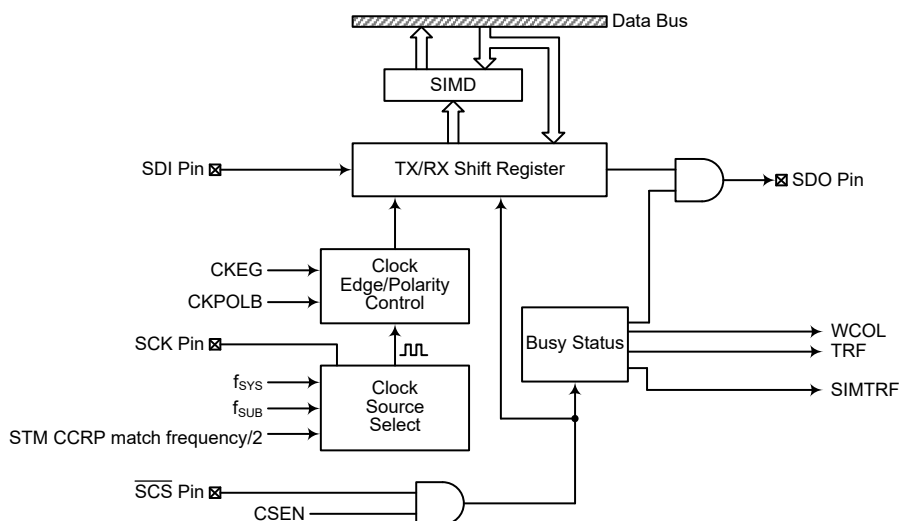 Data Bus
SIMD
SDI Pin
TX/RX Shift Register
SDO Pin
CKEG
CKPOLB
Clock
Edge/Polarity
Control
SCK Pin
Busy Status
WCOL
TRF
SIMTRF
fSYS
fSUB
STM CCRP match frequency/2
Clock
Source
Select
SCS Pin
CSEN